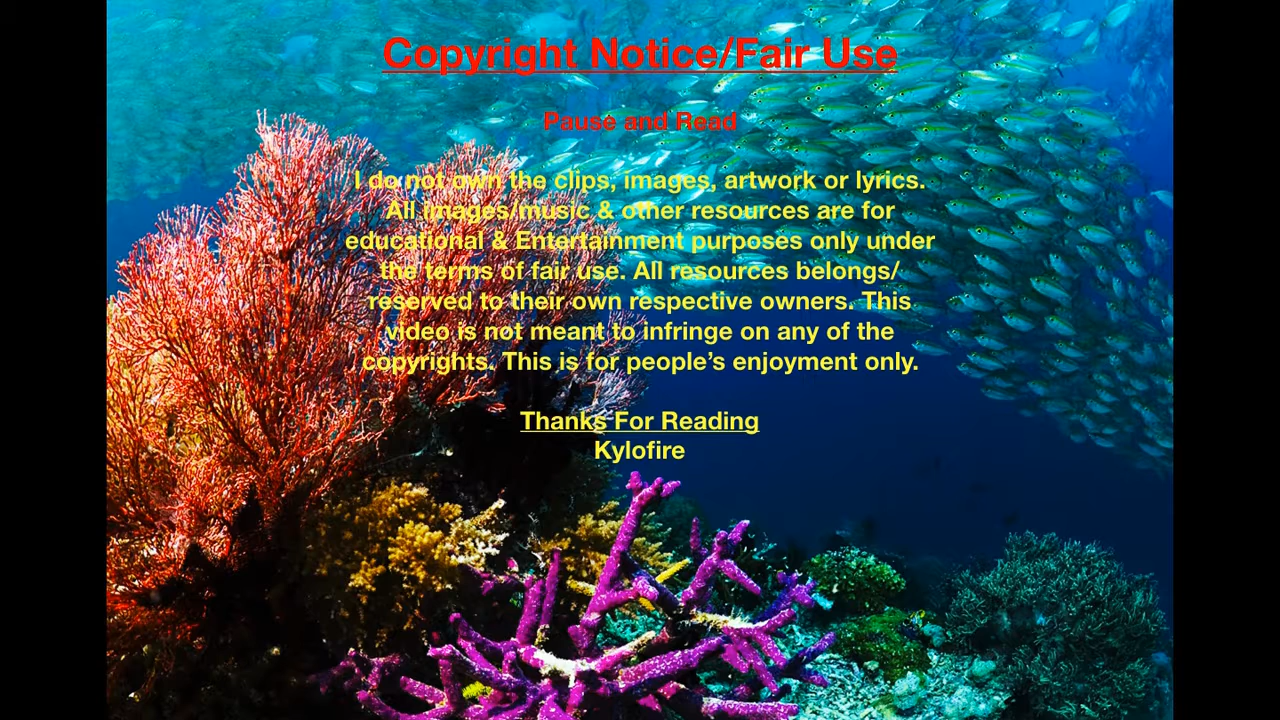 Copyright Notice/Fair Use
Pause and Read
I do not own the clips, images, artwork or lyrics.
All images/music & other resources are for
educational & Entertainment purposes only under
the terms of fair use. All resources belongs/
reserved to their own respective owners. This
video is not meant to infringe on any of the
copyrights. This is for people’s enjoyment only.
Thanks For Reading
Kylofire